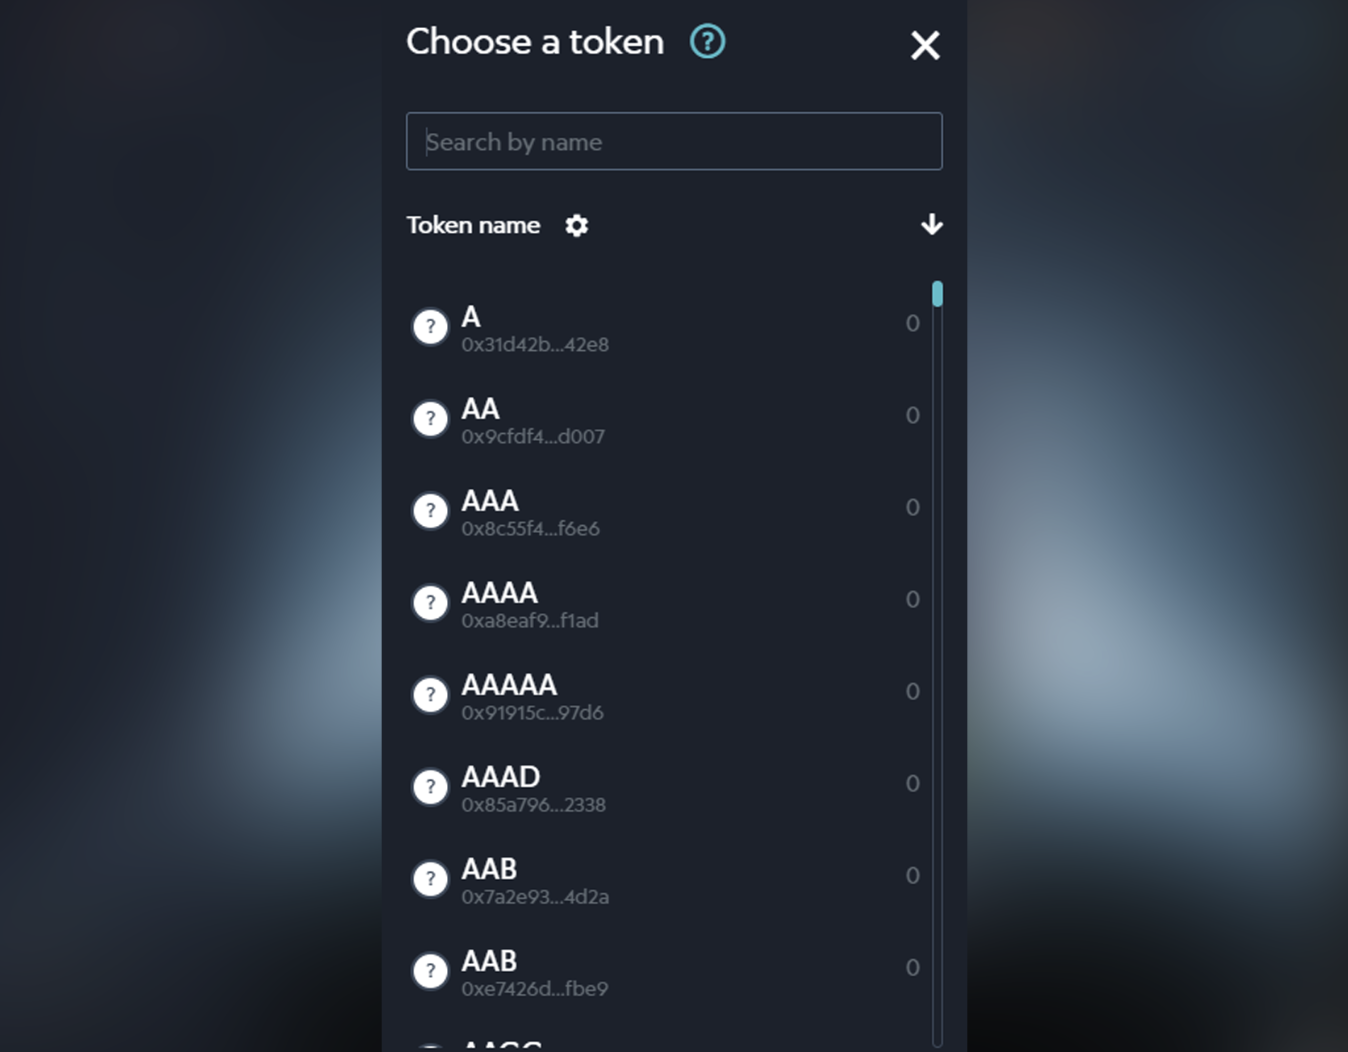 Choose a token ?
Search by name
Token name
? A 0
0x31d42b...42e8
? AA 0
0x9cfdf4...d007
? AAA 0
0x8c55f4...f6e6
? AAAA 0
0xa8eaf9...f1ad
? AAAAA 0
0x91915c...97d6
? AAAD 0
0x85a796...2338
? AAB 0
0x7a2e93...4d2a
? AAB 0
0xe7426d...fbe9